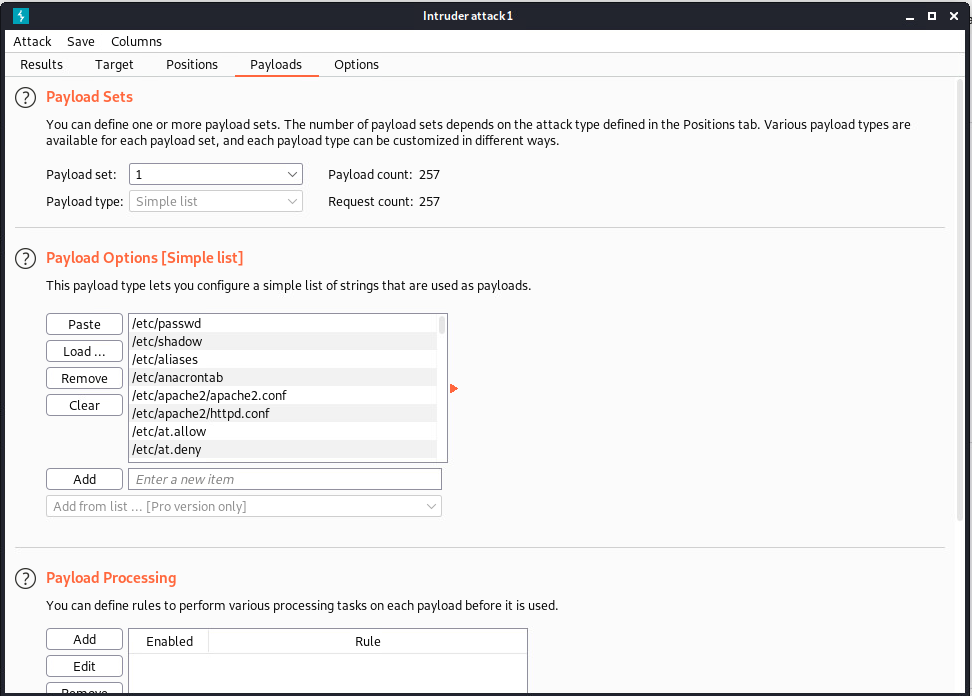 Intruder attack1
Attack Save Columns
Results Target Positions Payloads Options
? Payload Sets
You can define one or more payload sets. The number of payload sets depends on the attack type defined in the Positions tab. Various payload types are
available for each payload set, and each payload type can be customized in different ways.
Payload set: 1 Payload count: 257
Payload type: Simple list Request count: 257
? Payload Options [Simple list]
This payload type lets you configure a simple list of strings that are used as payloads.
Paste
Load ...
Remove
Clear
/etc/passwd
/etc/shadow
/etc/aliases
/etc/anacrontab
/etc/apache2/apache2.conf
/etc/apache2/httpd.conf
/etc/at.allow
/etc/at.deny
Add Enter a new item
Add from list ... [Pro version only]
? Payload Processing
You can define rules to perform various processing tasks on each payload before it is used.
Add
Edit
Remove
Enabled Rule